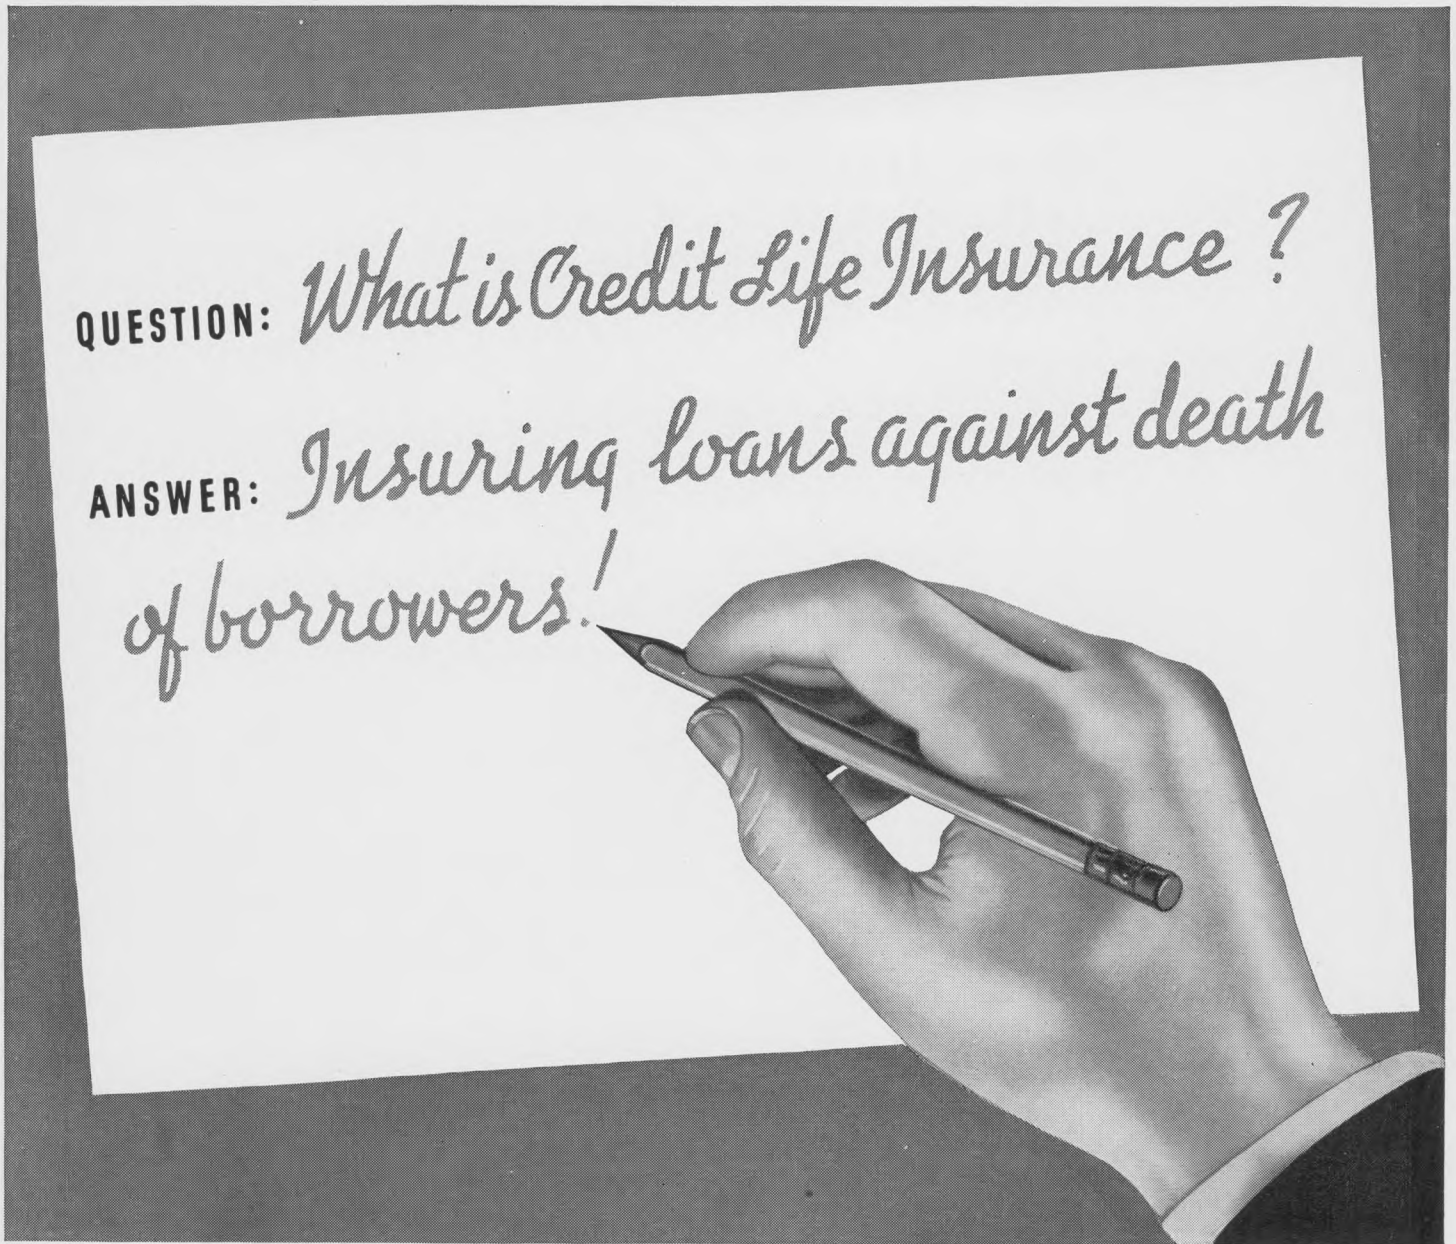 QUESTION: What is Credit Life Insurance ?
ANSWER: Insuring loans against death
of borrowers!